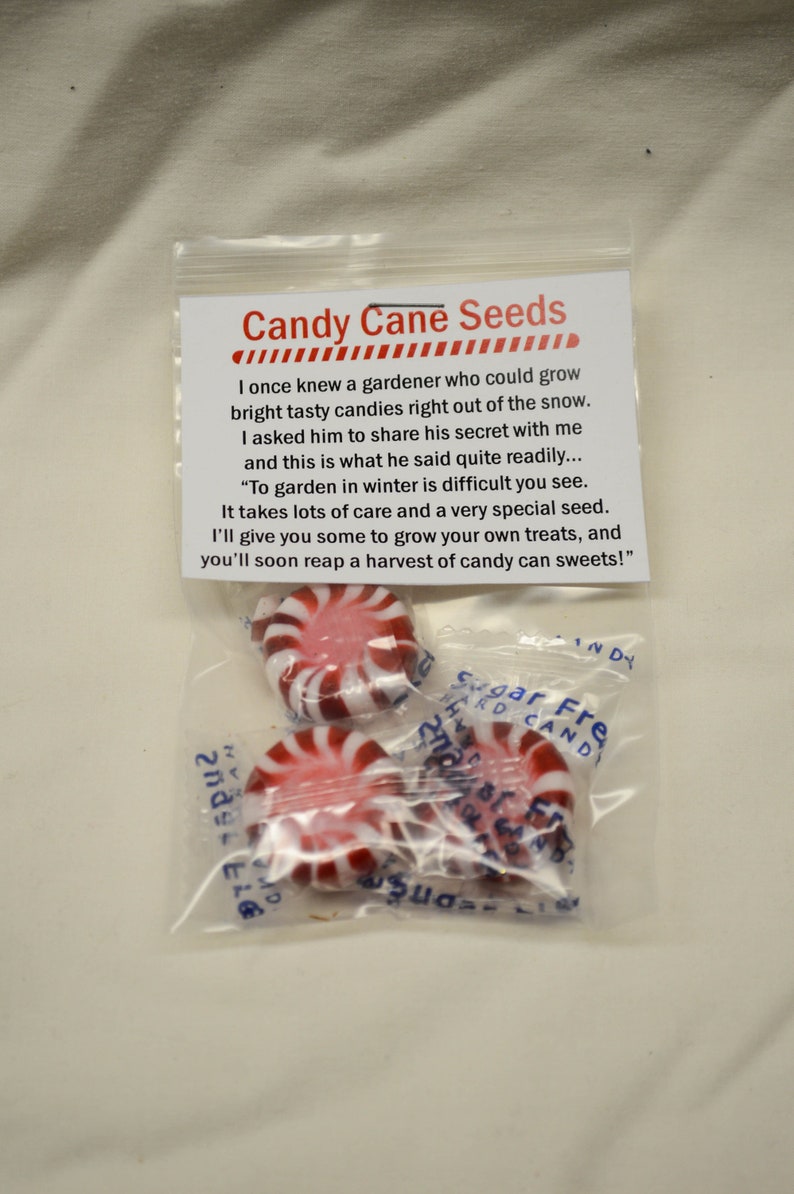 Candy Cane Seeds
I once knew a gardener who could grow
bright tasty candies right out of the snow.
I asked him to share his secret with me
and this is what he said quite readily...
“To garden in winter is difficult you see.
It takes lots of care and a very special seed.
I’ll give you some to grow your own treats, and
you’ll soon reap a harvest of candy can sweets!”
Sugar Free
HARD CANDY